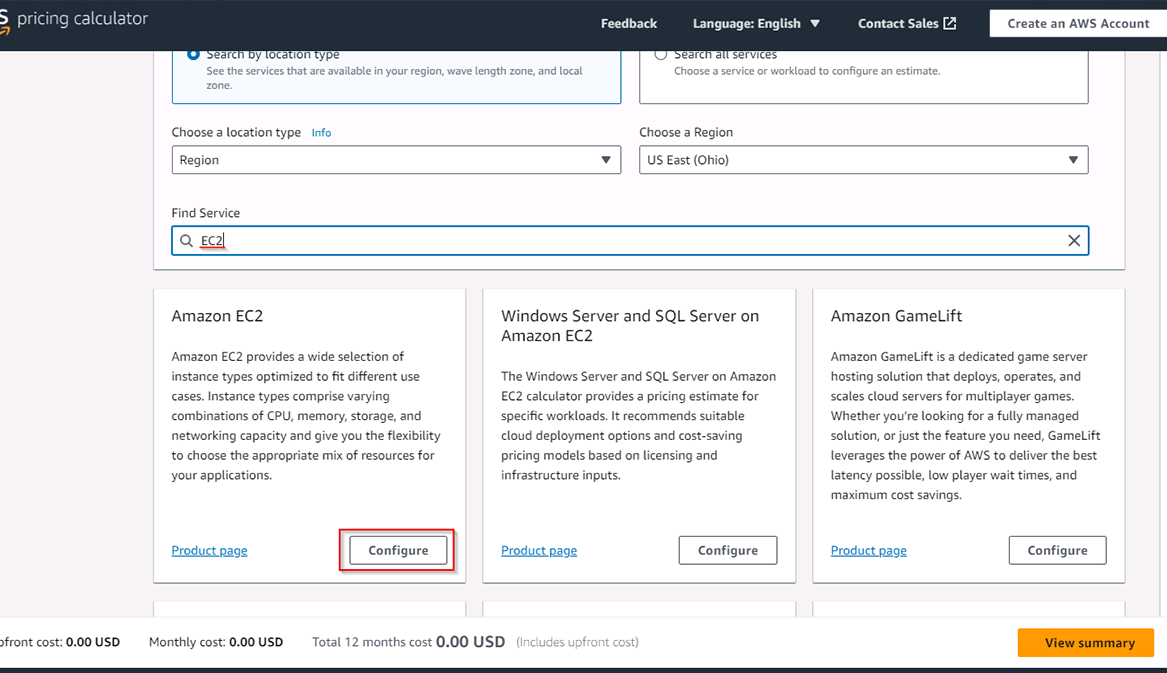 pricing calculator
Feedback
Language: English
Contact Sales
Create an AWS Account
Search by location type
See the services that are available in your region, wave length zone, and local
zone.
Search all services
Choose a service or workload to configure an estimate.
Choose a location type Info
Choose a Region
Region
US East (Ohio)
Find Service
EC2
Amazon EC2
Amazon EC2 provides a wide selection of
instance types optimized to fit different use
cases. Instance types comprise varying
combinations of CPU, memory, storage, and
networking capacity and give you the flexibility
to choose the appropriate mix of resources for
your applications.
Product page
Configure
Windows Server and SQL Server on
Amazon EC2
The Windows Server and SQL Server on Amazon
EC2 calculator provides a pricing estimate for
specific workloads. It recommends suitable
cloud deployment options and cost-saving
pricing models based on licensing and
infrastructure inputs.
Product page
Configure
Amazon GameLift
Amazon GameLift is a dedicated game server
hosting solution that deploys, operates, and
scales cloud servers for multiplayer games.
Whether you're looking for a fully managed
solution, or just the feature you need, GameLift
leverages the power of AWS to deliver the best
latency possible, low player wait times, and
maximum cost savings.
Product page
Configure
pfront cost: 0.00 USD
Monthly cost: 0.00 USD
Total 12 months cost 0.00 USD (Includes upfront cost)
View summary